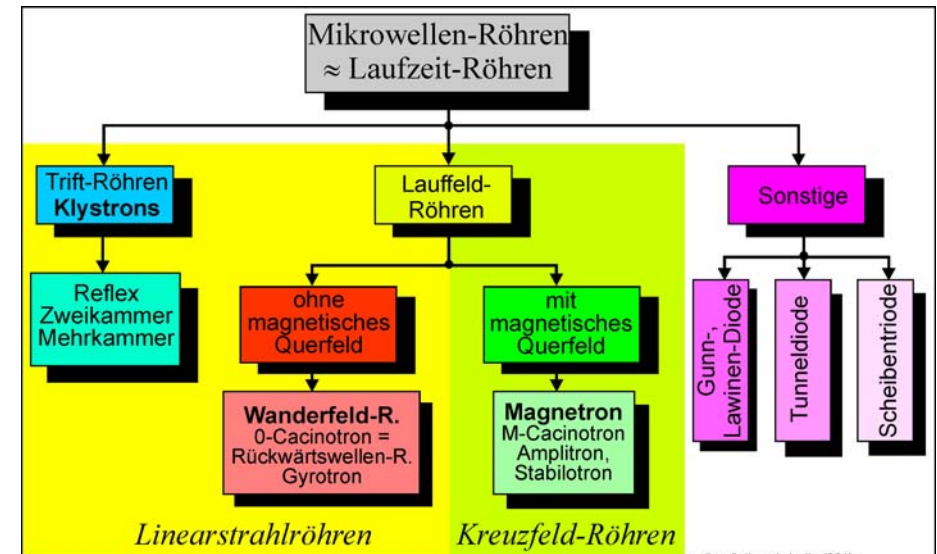 Mikrowellen-Röhren
≈ Laufzeit-Röhren
Trift-Röhren
Klystrons
Lauffeld-
Röhren
Sonstige
Reflex
Zweikammer
Mehrkammer
ohne
magnetisches
Querfeld
mit
magnetisches
Querfeld
Gunn-,
Lawinen-Diode
Tunneldiode
Scheibentriode
Wanderfeld-R.
0-Cacinotron =
Rückwärtswellen-R.
Gyrotron
Magnetron
M-Cacinotron
Amplitron,
Stabilotron
Linearstrahlröhren
Kreuzfeld-Röhren